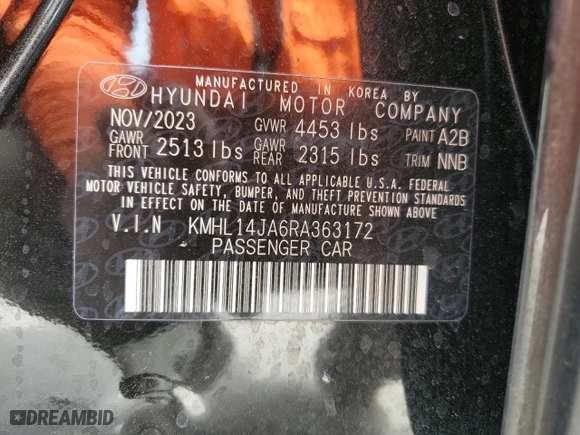 MANUFACTURED IN KOREA BY
HYUNDAI MOTOR COMPANY
NOV/2023 GVWR 4453 lbs PAINT A2B
GAWR FRONT 2513 lbs GAWR REAR 2315 lbs TRIM NNB
THIS VEHICLE CONFORMS TO ALL APPLICABLE U.S.A. FEDERAL
MOTOR VEHICLE SAFETY, BUMPER, AND THEFT PREVENTION STANDARDS
IN EFFECT ON THE DATE OF MANUFACTURE SHOWN ABOVE.
V.I.N KMHL14JA6RA363172
PASSENGER CAR
DREAMBID